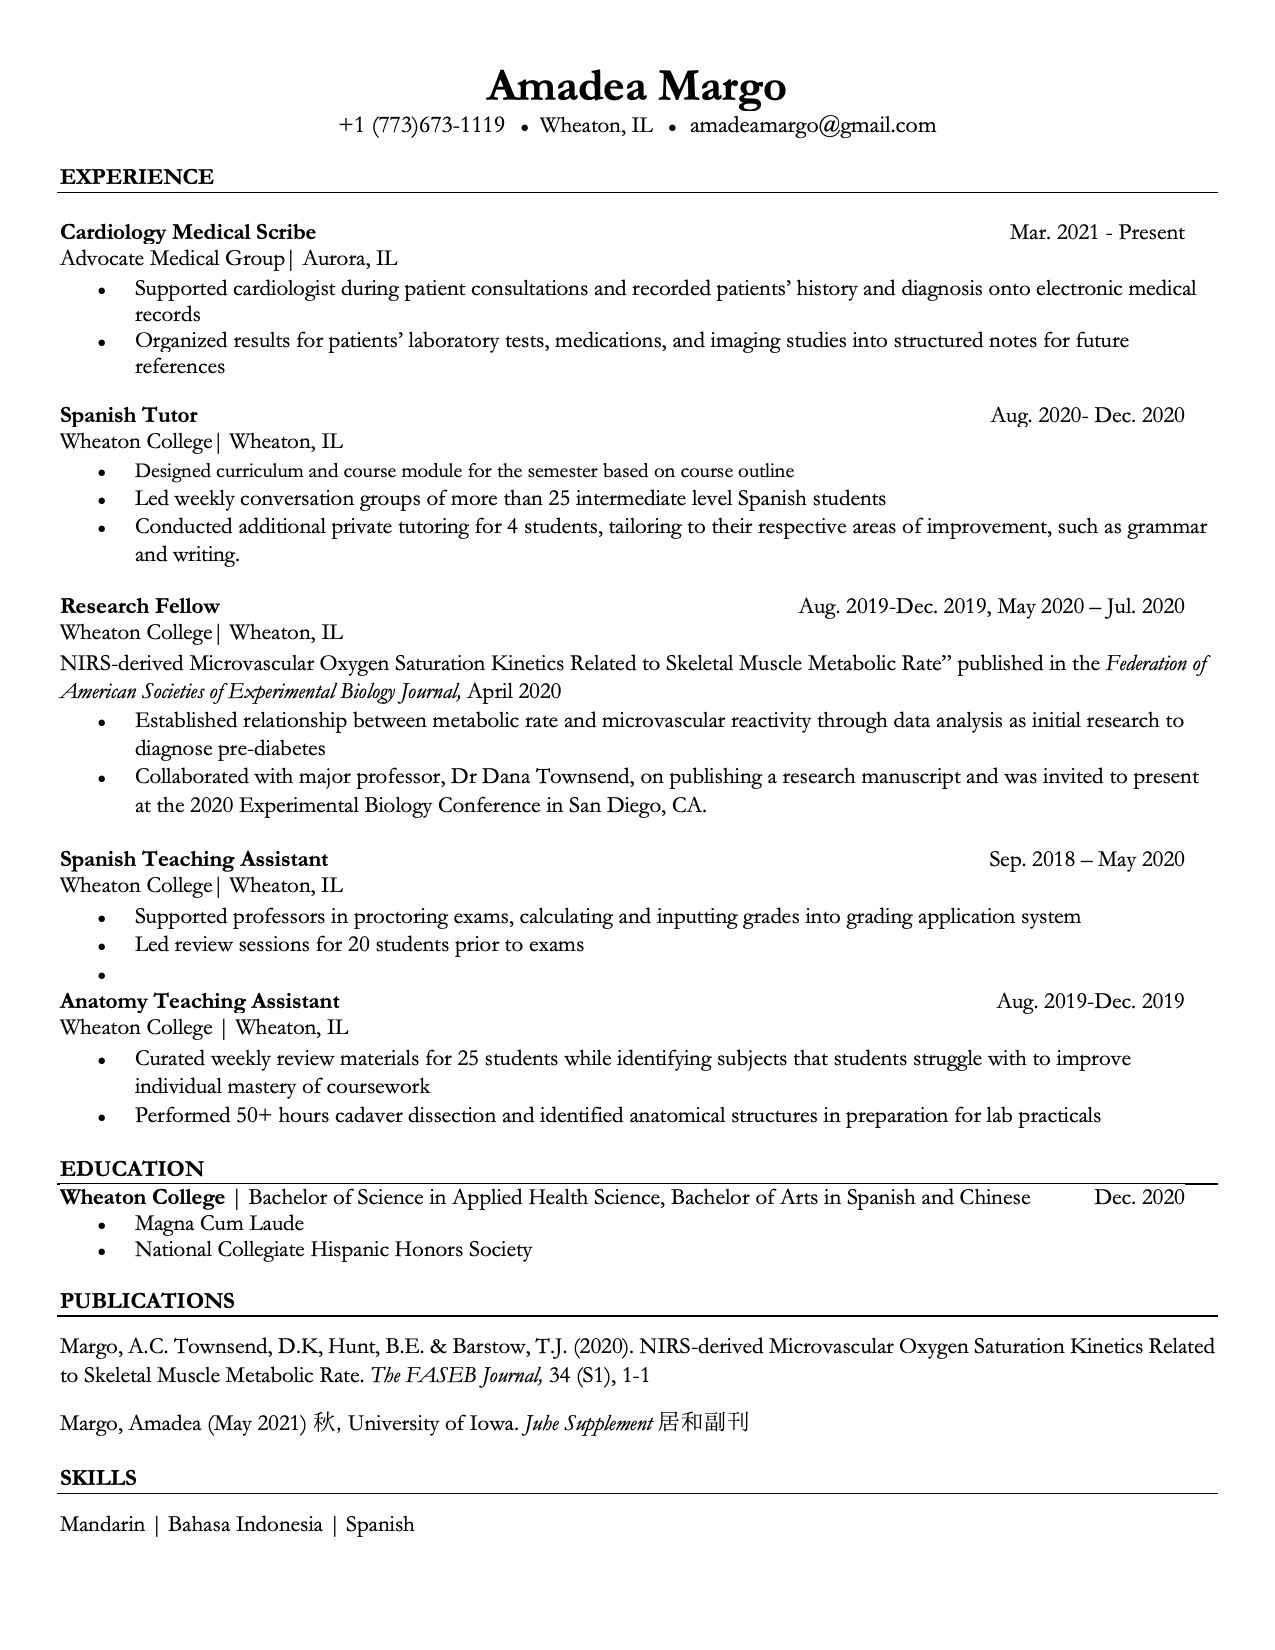 Amadea Margo
+1 (773)673-1119 • Wheaton, IL • amadeamargo@gmail.com
EXPERIENCE
Cardiology Medical Scribe Mar. 2021 - Present
Advocate Medical Group| Aurora, IL
• Supported cardiologist during patient consultations and recorded patients’ history and diagnosis onto electronic medical
records
• Organized results for patients’ laboratory tests, medications, and imaging studies into structured notes for future
references
Spanish Tutor Aug. 2020- Dec. 2020
Wheaton College| Wheaton, IL
• Designed curriculum and course module for the semester based on course outline
• Led weekly conversation groups of more than 25 intermediate level Spanish students
• Conducted additional private tutoring for 4 students, tailoring to their respective areas of improvement, such as grammar
and writing.
Research Fellow Aug. 2019-Dec. 2019, May 2020 – Jul. 2020
Wheaton College| Wheaton, IL
NIRS-derived Microvascular Oxygen Saturation Kinetics Related to Skeletal Muscle Metabolic Rate” published in the Federation of
American Societies of Experimental Biology Journal, April 2020
• Established relationship between metabolic rate and microvascular reactivity through data analysis as initial research to
diagnose pre-diabetes
• Collaborated with major professor, Dr Dana Townsend, on publishing a research manuscript and was invited to present
at the 2020 Experimental Biology Conference in San Diego, CA.
Spanish Teaching Assistant Sep. 2018 – May 2020
Wheaton College| Wheaton, IL
• Supported professors in proctoring exams, calculating and inputting grades into grading application system
• Led review sessions for 20 students prior to exams
•
Anatomy Teaching Assistant Aug. 2019-Dec. 2019
Wheaton College | Wheaton, IL
• Curated weekly review materials for 25 students while identifying subjects that students struggle with to improve
individual mastery of coursework
• Performed 50+ hours cadaver dissection and identified anatomical structures in preparation for lab practicals
EDUCATION
Wheaton College | Bachelor of Science in Applied Health Science, Bachelor of Arts in Spanish and Chinese Dec. 2020
• Magna Cum Laude
• National Collegiate Hispanic Honors Society
PUBLICATIONS
Margo, A.C. Townsend, D.K, Hunt, B.E. & Barstow, T.J. (2020). NIRS-derived Microvascular Oxygen Saturation Kinetics Related
to Skeletal Muscle Metabolic Rate. The FASEB Journal, 34 (S1), 1-1
Margo, Amadea (May 2021) 秋, University of Iowa. Juhe Supplement 居和副刊
SKILLS
Mandarin | Bahasa Indonesia | Spanish